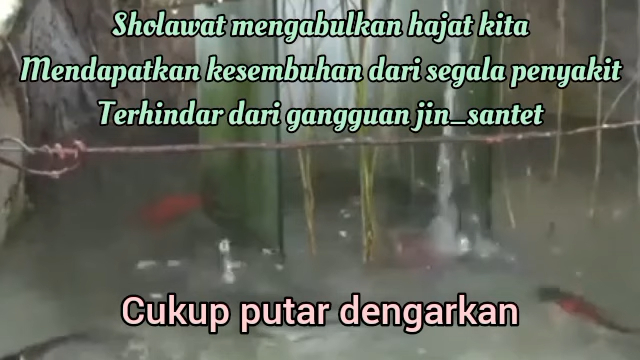 Sholawat mengabulkan hajat kita
Mendapatkan kesembuhan dari segala penyakit
Terhindar dari gangguan jin_santet
Cukup putar dengarkan